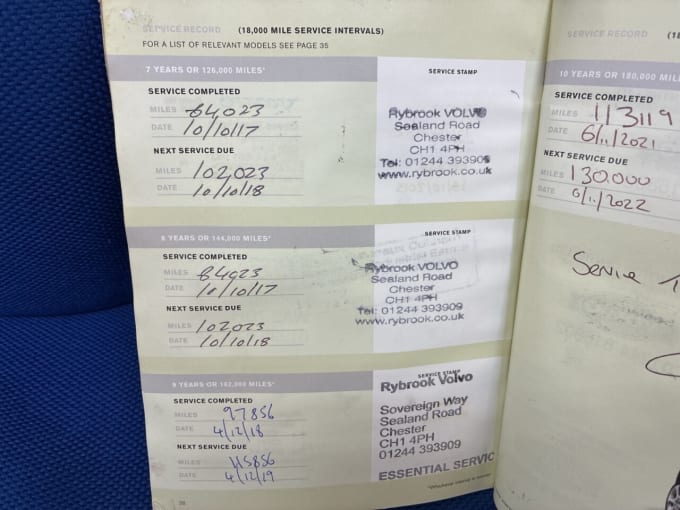 SERVICE RECORD (18,000 MILE SERVICE INTERVALS)
FOR A LIST OF RELEVANT MODELS SEE PAGE 35
7 YEARS OR 126,000 MILES*
SERVICE STAMP
SERVICE COMPLETED
MILES 84,023
DATE 10/10/17
NEXT SERVICE DUE
MILES 102,023
DATE 10/10/18
Rybrook VOLVO
Sealand Road
Chester
CH1 4PH
Tel: 01244 393909
www.rybrook.co.uk
8 YEARS OR 144,000 MILES*
SERVICE STAMP
SERVICE COMPLETED
MILES 84023
DATE 10/10/17
NEXT SERVICE DUE
MILES 102023
DATE 10/10/18
Rybrook VOLVO
Sealand Road
Chester
CH1 4PH
Tel: 01244 393909
www.rybrook.co.uk
9 YEARS OR 162,000 MILES*
SERVICE STAMP
SERVICE COMPLETED
MILES 97856
DATE 4/12/18
NEXT SERVICE DUE
MILES 115856
DATE 4/12/19
Rybrook Volvo
Sovereign Way
Sealand Road
Chester
CH1 4PH
01244 393909
ESSENTIAL SERVIC
*Whichever interval is
SERVICE RECORD (18
10 YEARS OR 180,000 MIL
SERVICE COMPLETED
MILES 113119
DATE 6/11/2021
NEXT SERVICE DUE
MILES 130.000
DATE 6/11/2022
Service